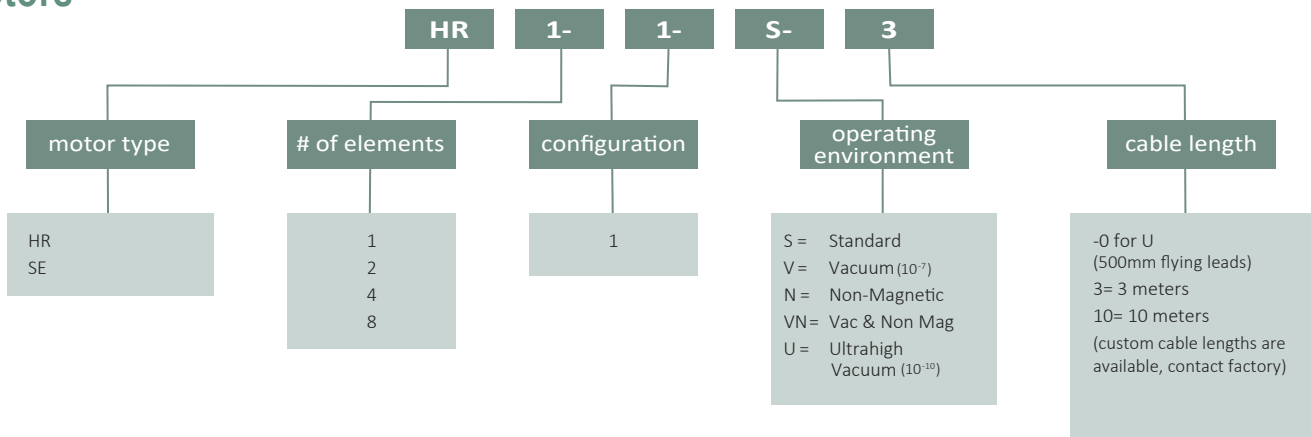 HR 1- 1- S- 3
motor type
# of elements
configuration
operating
environment
cable length
HR
SE
1
2
4
8
1
S = Standard
V = Vacuum (10⁻⁷)
N = Non-Magnetic
VN= Vac & Non Mag
U = Ultrahigh
Vacuum (10⁻¹⁰)
-0 for U
(500mm flying leads)
3= 3 meters
10= 10 meters
(custom cable lengths are
available, contact factory)